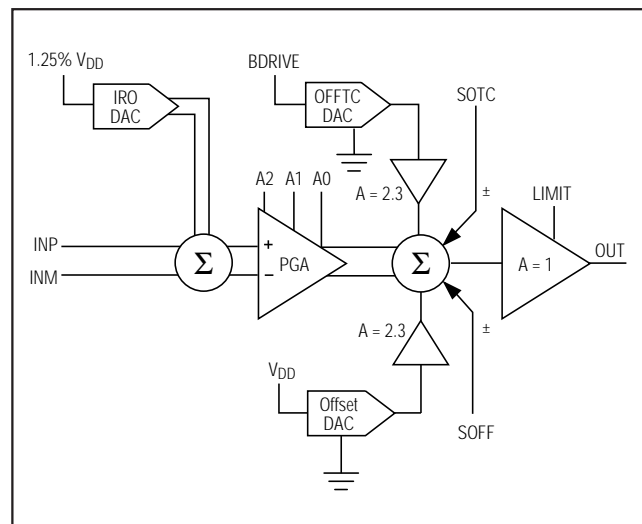 1.25% VDD
IRO
DAC
BDRIVE
OFFTC
DAC
SOTC
A = 2.3
±
A2 A1 A0
LIMIT
INP
INM
Σ
+
−
PGA
Σ
A = 1
OUT
A = 2.3
±
VDD
Offset
DAC
SOFF